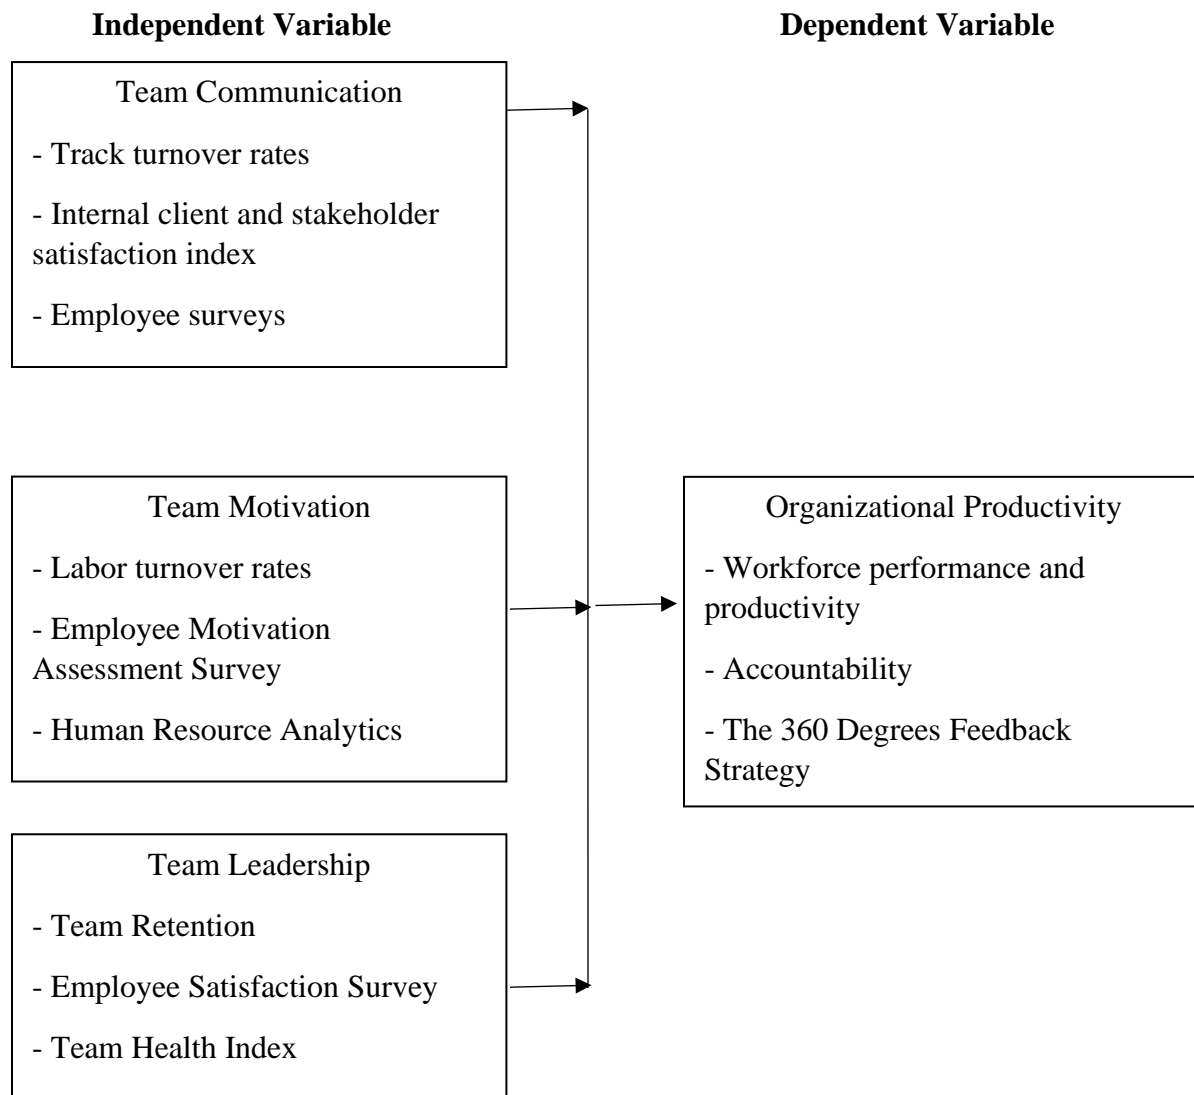 Independent Variable
Dependent Variable
Team Communication
- Track turnover rates
- Internal client and stakeholder
satisfaction index
- Employee surveys
Team Motivation
- Labor turnover rates
- Employee Motivation
Assessment Survey
- Human Resource Analytics
Organizational Productivity
- Workforce performance and
productivity
- Accountability
- The 360 Degrees Feedback
Strategy
Team Leadership
- Team Retention
- Employee Satisfaction Survey
- Team Health Index